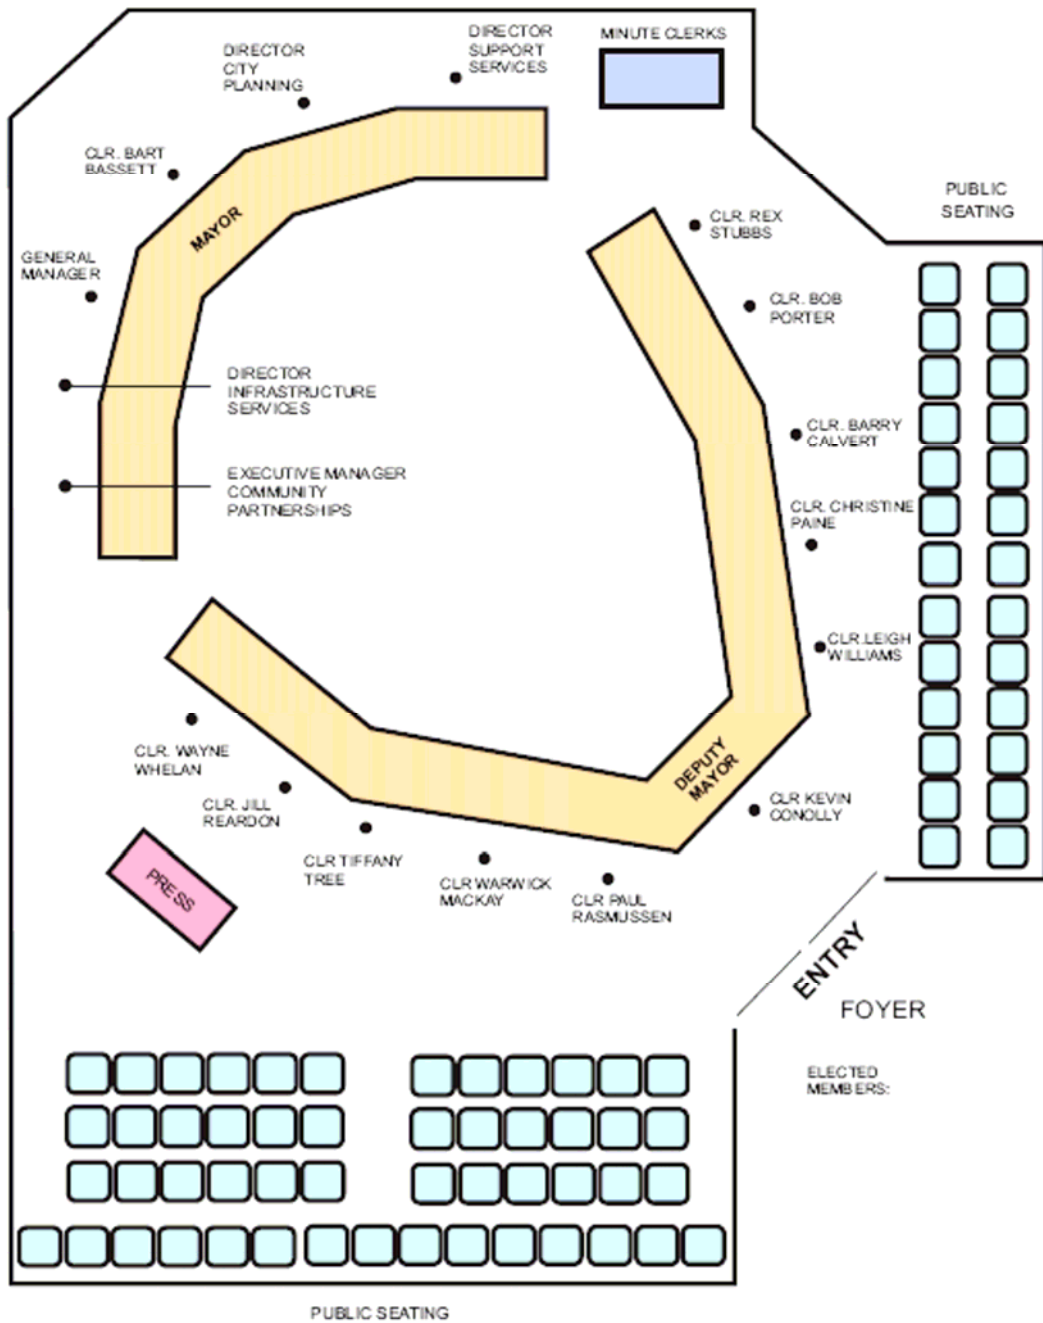 DIRECTOR
SUPPORT
SERVICES
MINUTE CLERKS
DIRECTOR
CITY
PLANNING
CLR. BART
BASSETT
MAYOR
GENERAL
MANAGER
DIRECTOR
INFRASTRUCTURE
SERVICES
EXECUTIVE MANAGER
COMMUNITY
PARTNERSHIPS
PUBLIC
SEATING
CLR. REX
STUBBS
CLR. BOB
PORTER
CLR. BARRY
CALVERT
CLR. CHRISTINE
PAINE
CLR.LEIGH
WILLIAMS
DEPUTY
MAYOR
CLR KEVIN
CONOLLY
CLR. WAYNE
WHELAN
CLR. JILL
REARDON
CLR TIFFANY
TREE
CLR WARWICK
MACKAY
CLR PAUL
RASMUSSEN
PRESS
ENTRY
FOYER
ELECTED
MEMBERS:
PUBLIC SEATING